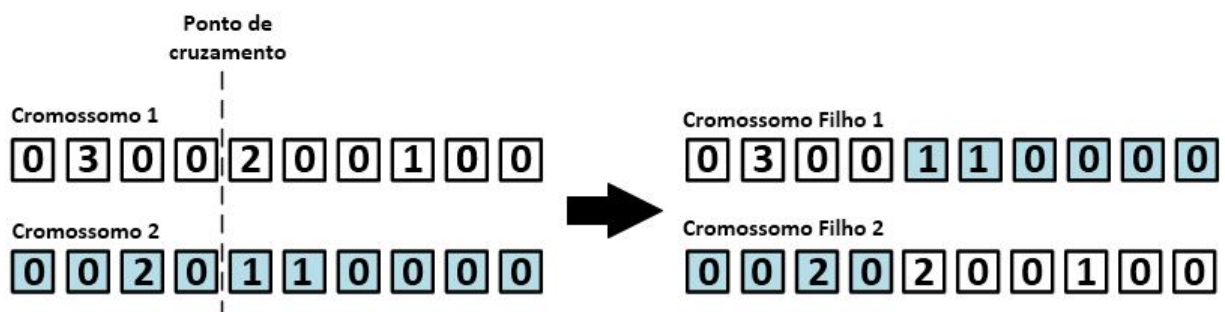 Ponto de
cruzamento
Cromossomo 1
0 3 0 0 2 0 0 1 0 0
Cromossomo 2
0 0 2 0 1 1 0 0 0 0
Cromossomo Filho 1
0 3 0 0 1 1 0 0 0 0
Cromossomo Filho 2
0 0 2 0 2 0 0 1 0 0